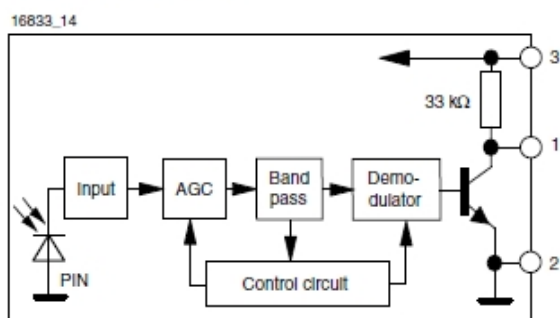 16833_14
3
33 kΩ
1
Input
AGC
Band
pass
Demo-
dulator
2
PIN
Control circuit